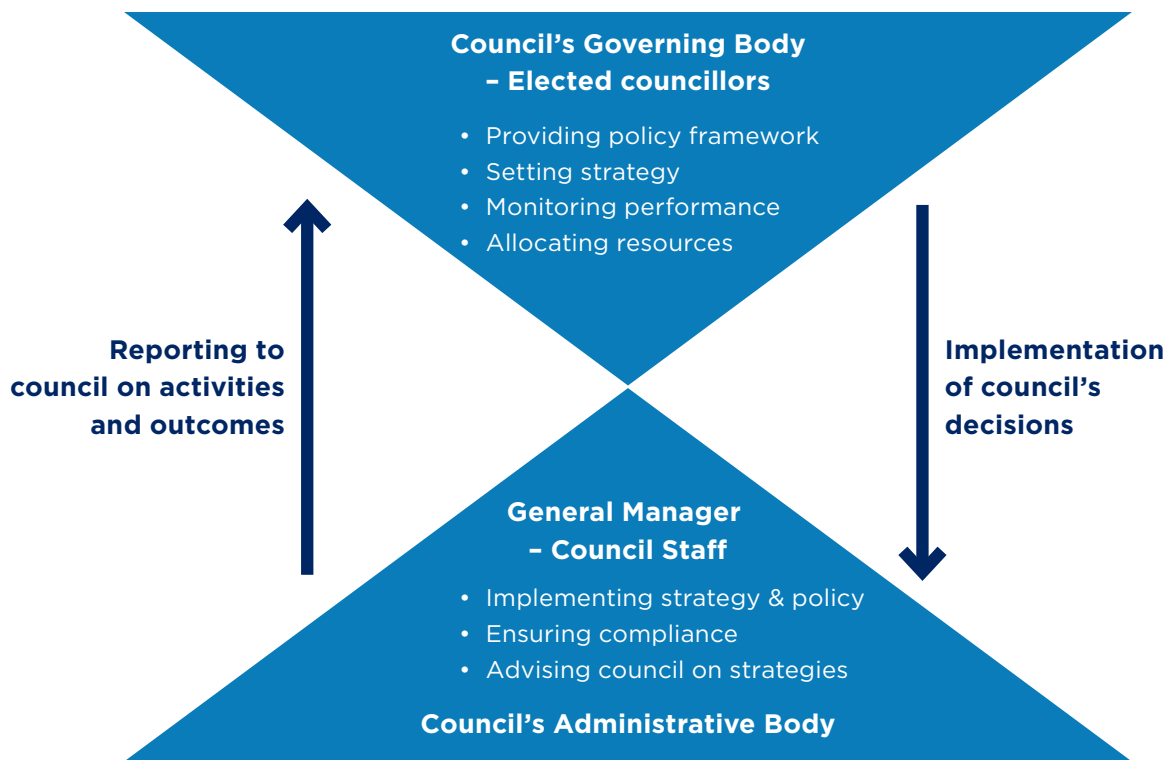 Council’s Governing Body
– Elected councillors
• Providing policy framework
• Setting strategy
• Monitoring performance
• Allocating resources
Reporting to
council on activities
and outcomes
Implementation
of council’s
decisions
General Manager
– Council Staff
• Implementing strategy & policy
• Ensuring compliance
• Advising council on strategies
Council’s Administrative Body